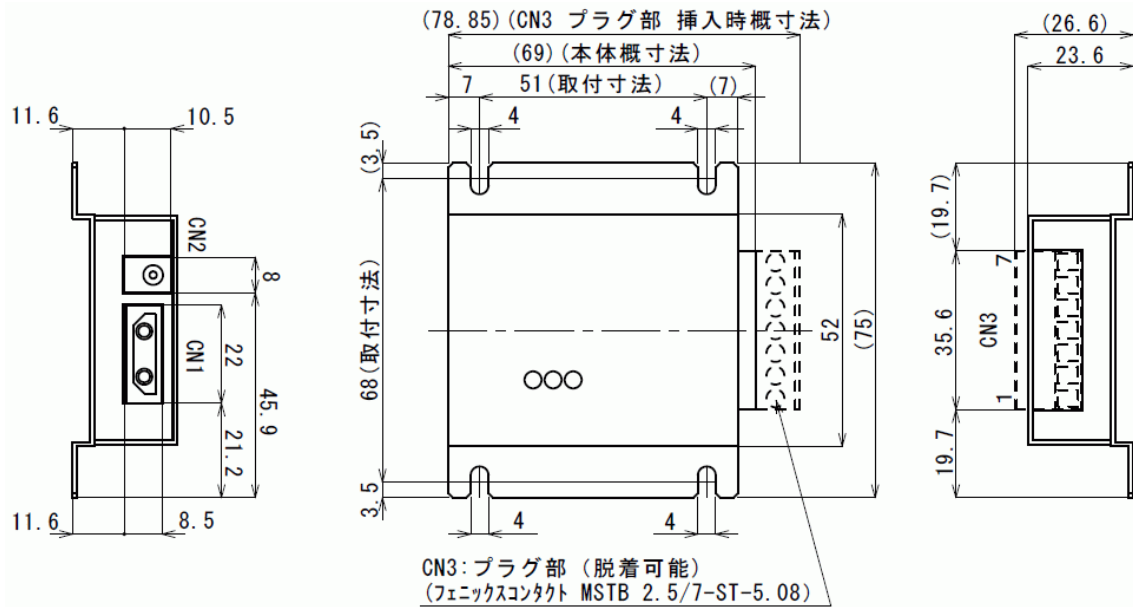 (78.85)(CN3 プラグ部 挿入時概寸法)
(69)(本体概寸法)
7 51(取付寸法) (7)
4 4
(26.6)
23.6
11.6 10.5
(3.5)
CN2
8
CN1
22
45.9
21.2
11.6 8.5
68(取付寸法)
52
(75)
3.5
4 4
(19.7)
7
35.6
CN3
1
19.7
CN3:プラグ部 (脱着可能)
(フェニックスコンタクト MSTB 2.5/7-ST-5.08)